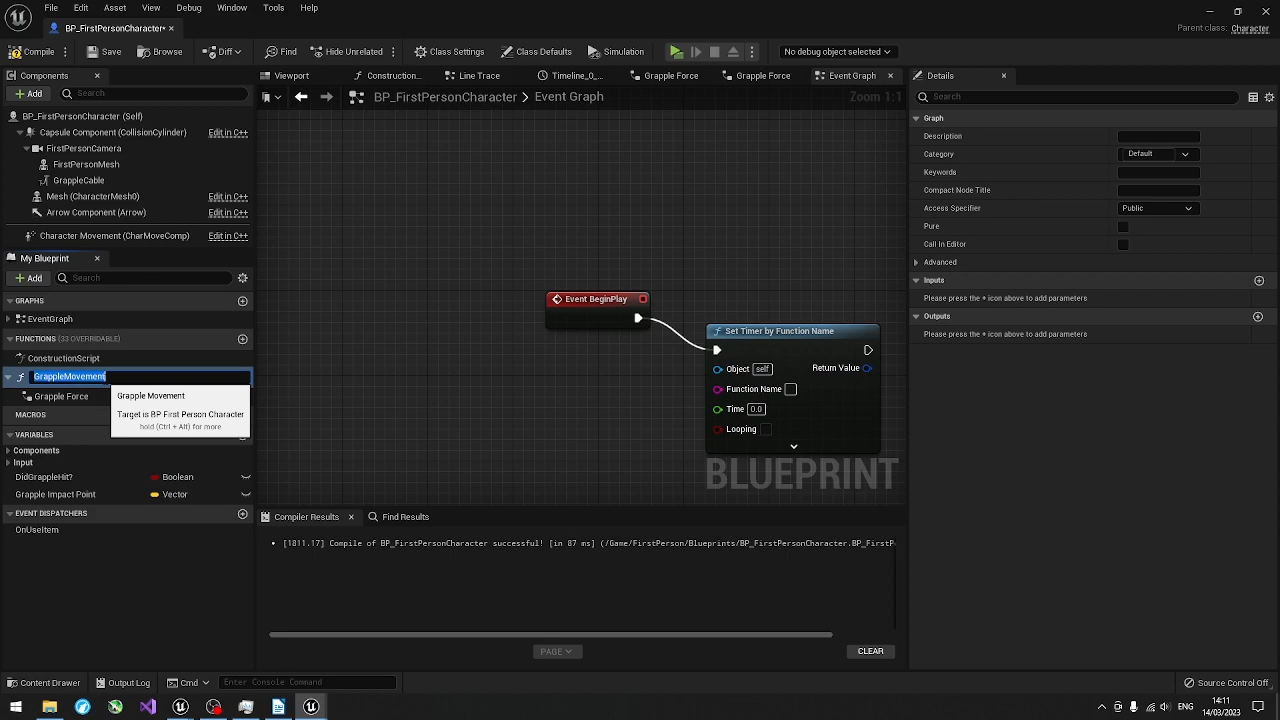 File Edit Asset View Debug Window Tools Help
BP_FirstPersonCharacter*
Parent class: Character
Compile Save Browse Diff Find Hide Unrelated Class Settings Class Defaults Simulation No debug object selected
Components
Viewport Construction... Line Trace Timeline_0_... Grapple Force Grapple Force Event Graph Details
Add Search
BP_FirstPersonCharacter > Event Graph Zoom 1:1
Search
BP_FirstPersonCharacter (Self)
Capsule Component (CollisionCylinder) Edit in C++
FirstPersonCamera
FirstPersonMesh
GrappleCable
Mesh (CharacterMesh0) Edit in C++
Arrow Component (Arrow) Edit in C++
Character Movement (CharMoveComp) Edit in C++
My Blueprint
Add Search
GRAPHS
EventGraph
FUNCTIONS (33 OVERRIDABLE)
ConstructionScript
GrappleMovement
Grapple Force
Grapple Movement
Target is BP First Person Character
hold (Ctrl + Alt) for more
MACROS
VARIABLES
Components
Input
DidGrappleHit? Boolean
Grapple Impact Point Vector
EVENT DISPATCHERS
OnUseItem
Event BeginPlay
Set Timer by Function Name
Object self Return Value
Function Name
Time 0.0
Looping
BLUEPRINT
Graph
Description
Category Default
Keywords
Compact Node Title
Access Specifier Public
Pure
Call In Editor
Advanced
Inputs
Please press the + icon above to add parameters
Outputs
Please press the + icon above to add parameters
Compiler Results Find Results
[1811.17] Compile of BP_FirstPersonCharacter successful! [in 87 ms] (/Game/FirstPerson/Blueprints/BP_FirstPersonCharacter.BP_FirstP
PAGE CLEAR
Content Drawer Output Log Cmd Enter Console Command Source Control Off
ENG 14:11
14/03/2023